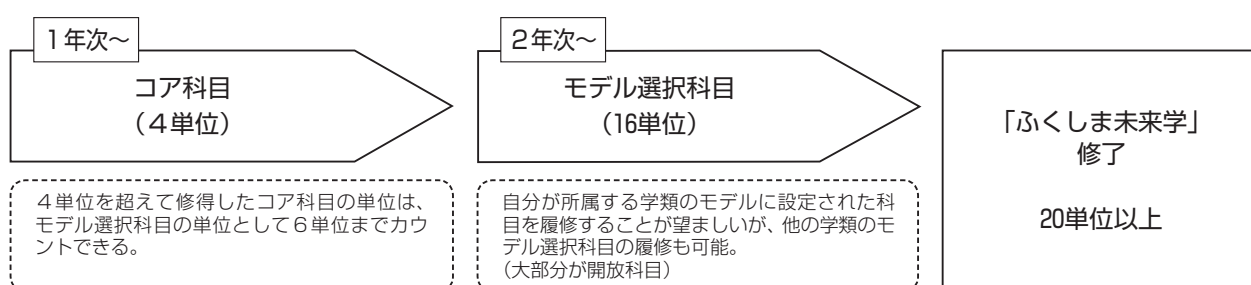 １年次～
コア科目
（４単位）
４単位を超えて修得したコア科目の単位は、
モデル選択科目の単位として６単位までカウ
ントできる。
２年次～
モデル選択科目
（16単位）
自分が所属する学類のモデルに設定された科
目を履修することが望ましいが、他の学類のモ
デル選択科目の履修も可能。
（大部分が開放科目）
「ふくしま未来学」
修了
20単位以上